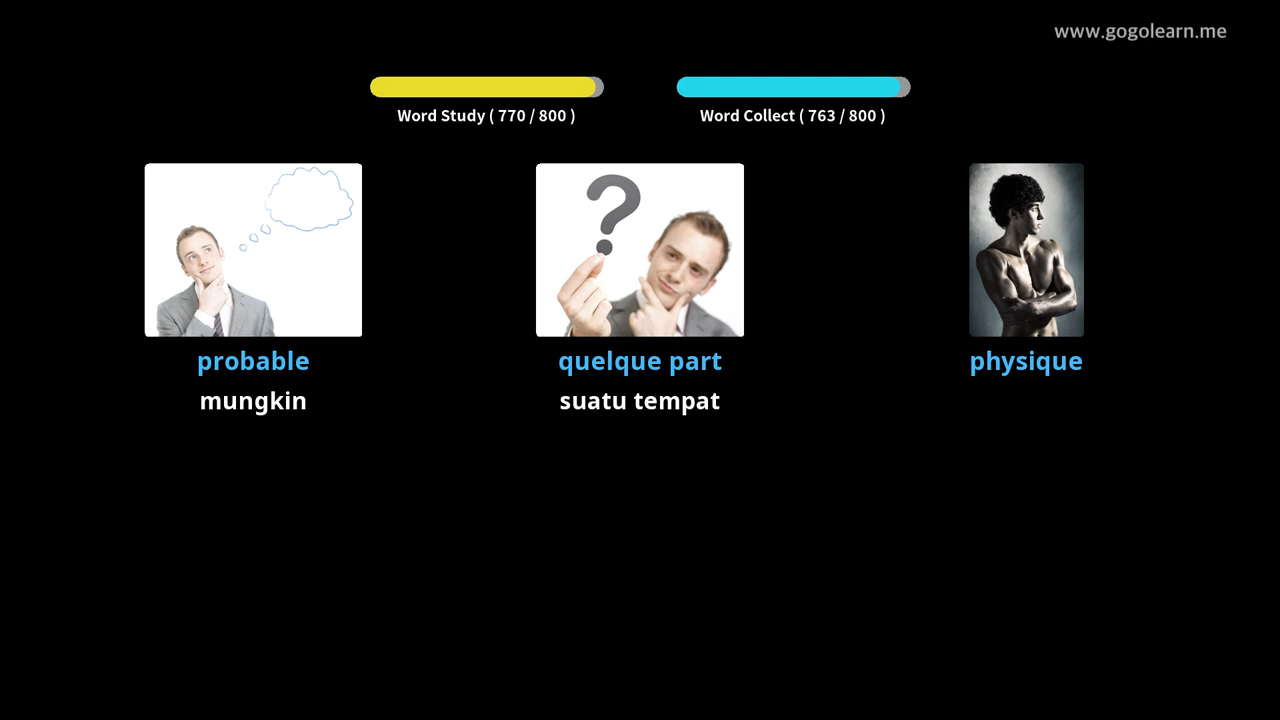 www.gogolearn.me
Word Study ( 770 / 800 )
Word Collect ( 763 / 800 )
probable
mungkin
quelque part
suatu tempat
physique